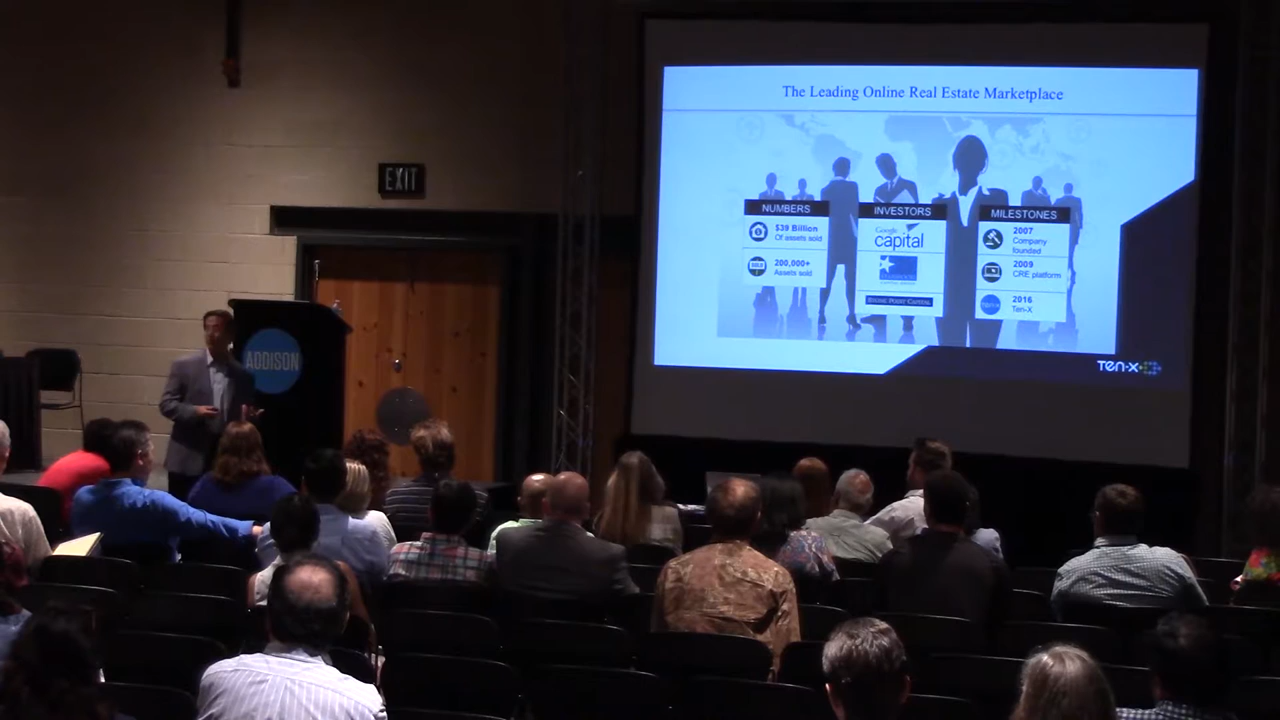 The Leading Online Real Estate Marketplace
EXIT
NUMBERS
$39 Billion
Of assets sold
200,000+
Assets sold
INVESTORS
Google
capital
STONE POINT CAPITAL
MILESTONES
2007
Company
founded
2009
CRE platform
2016
Ten-X
TEN-X
ADDISON